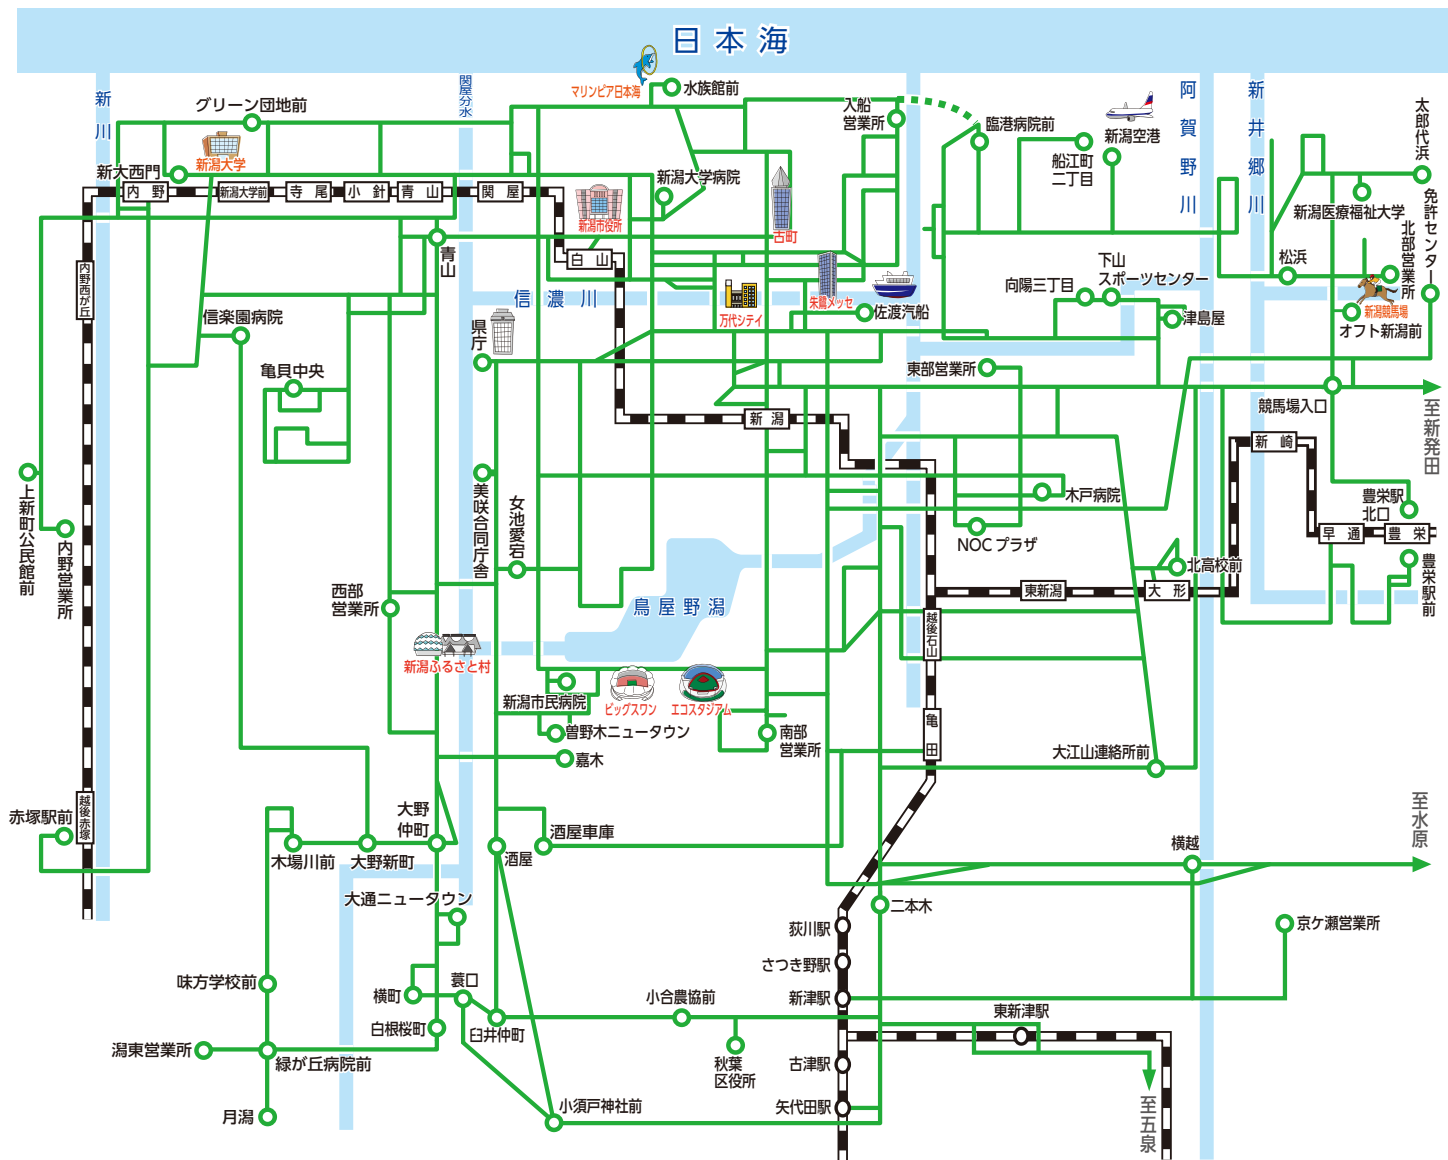 日本海
新川
関屋分水
阿賀野川
新井郷川
信濃川
鳥屋野潟
マリンピア日本海
水族館前
グリーン団地前
新潟大学
新大西門
内野
新潟大学前
寺尾
小針
青山
関屋
新潟大学病院
新潟市役所
古町
白山
入船
営業所
臨港病院前
船江町
二丁目
新潟空港
太郎代浜
新潟医療福祉大学
免許センター
北部営業所
松浜
新潟競馬場
オフト新潟前
下山
スポーツセンター
向陽三丁目
津島屋
青山
内野西が丘
信楽園病院
県庁
万代シテイ
朱鷺メッセ
佐渡汽船
亀貝中央
東部営業所
競馬場入口
至新発田
新潟
新崎
上新町公民館前
内野営業所
美咲合同庁舎
女池愛宕
木戸病院
NOCプラザ
豊栄駅
北口
早通
豊栄
北高校前
豊栄駅前
東新潟
大形
西部
営業所
越後石山
新潟ふるさと村
新潟市民病院
ビッグスワン
エコスタジアム
曽野木ニュータウン
嘉木
南部
営業所
亀田
大江山連絡所前
赤塚駅前
越後赤塚
大野
仲町
木場川前
大野新町
酒屋
酒屋車庫
横越
至水原
大通ニュータウン
二本木
荻川駅
さつき野駅
新津駅
京ケ瀬営業所
味方学校前
横町
蓑口
白根桜町
臼井仲町
小合農協前
東新津駅
潟東営業所
緑が丘病院前
秋葉
区役所
古津駅
月潟
小須戸神社前
矢代田駅
至五泉